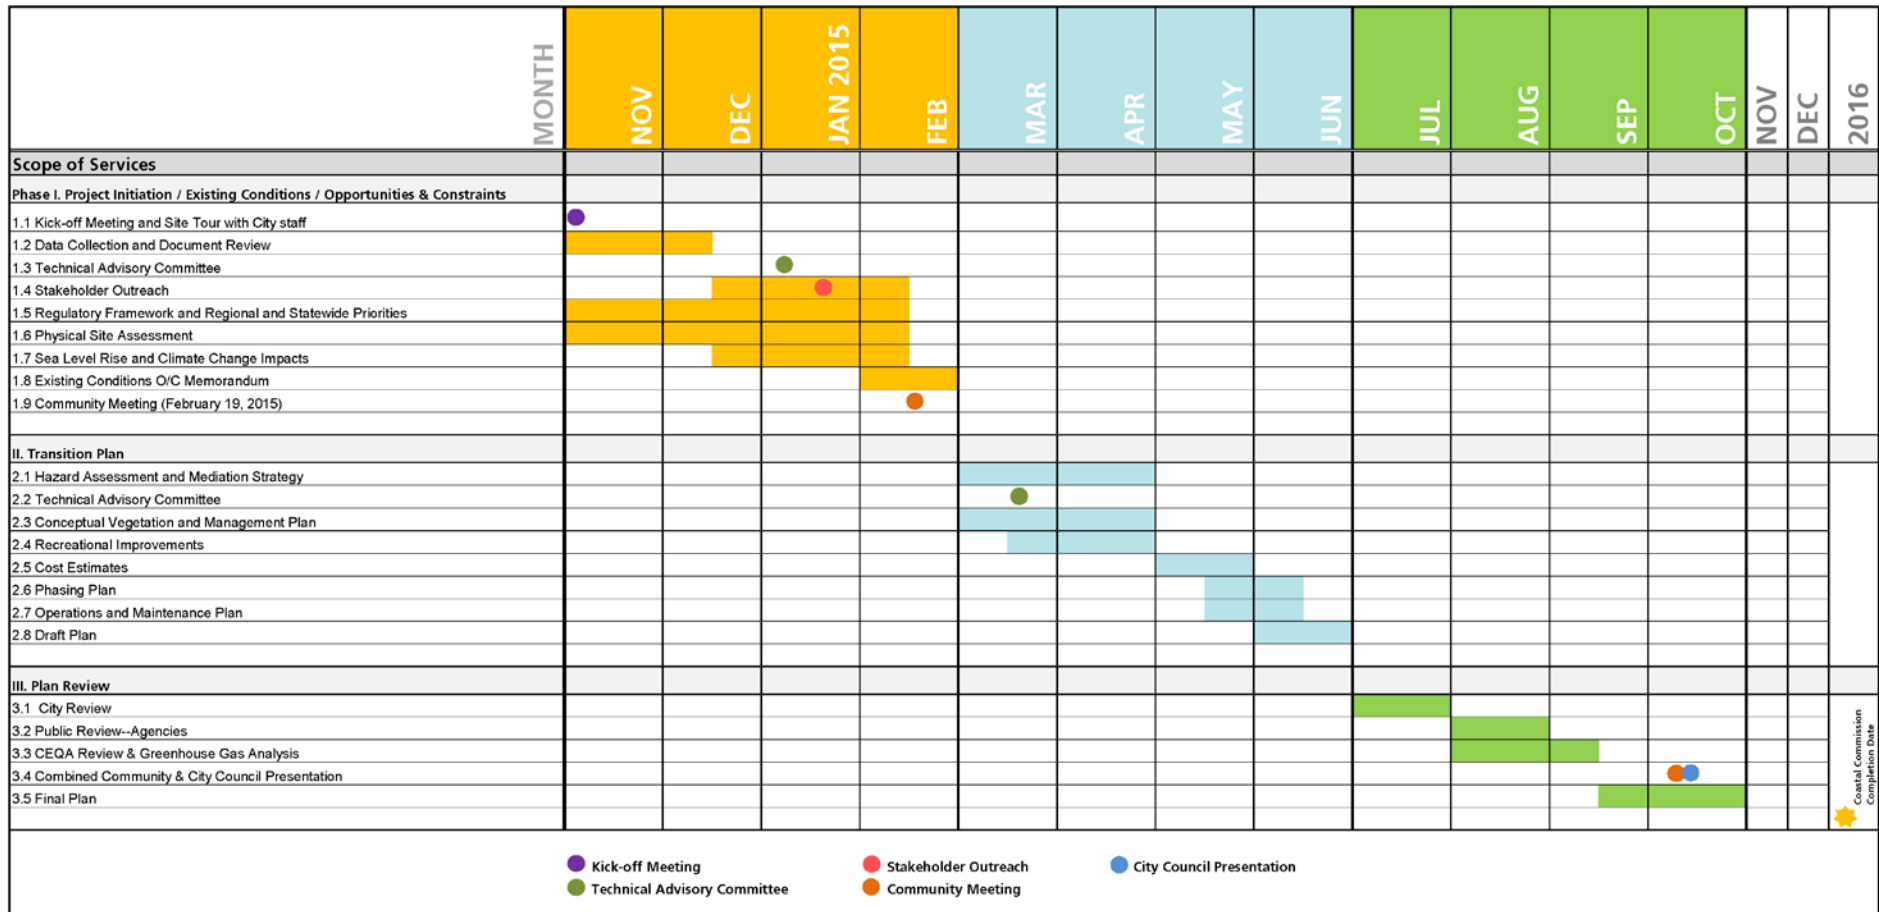 MONTH
NOV
DEC
JAN 2015
FEB
MAR
APR
MAY
JUN
JUL
AUG
SEP
OCT
NOV
DEC
2016
Scope of Services
Phase I. Project Initiation / Existing Conditions / Opportunities & Constraints
1.1 Kick-off Meeting and Site Tour with City staff
1.2 Data Collection and Document Review
1.3 Technical Advisory Committee
1.4 Stakeholder Outreach
1.5 Regulatory Framework and Regional and Statewide Priorities
1.6 Physical Site Assessment
1.7 Sea Level Rise and Climate Change Impacts
1.8 Existing Conditions O/C Memorandum
1.9 Community Meeting (February 19, 2015)
II. Transition Plan
2.1 Hazard Assessment and Mediation Strategy
2.2 Technical Advisory Committee
2.3 Conceptual Vegetation and Management Plan
2.4 Recreational Improvements
2.5 Cost Estimates
2.6 Phasing Plan
2.7 Operations and Maintenance Plan
2.8 Draft Plan
III. Plan Review
3.1 City Review
3.2 Public Review--Agencies
3.3 CEQA Review & Greenhouse Gas Analysis
3.4 Combined Community & City Council Presentation
3.5 Final Plan
Coastal Commission
Completion Date
Kick-off Meeting
Stakeholder Outreach
City Council Presentation
Technical Advisory Committee
Community Meeting